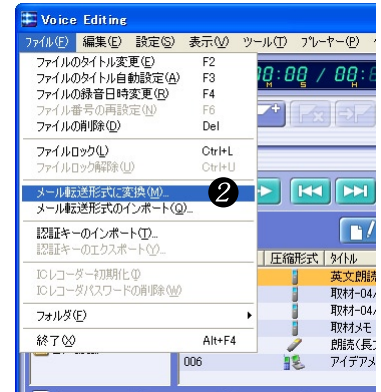 Voice Editing
ファイル(F) 編集(E) 設定(S) 表示(V) ツール(T) プレーヤー(P)
ファイルのタイトル変更(E) F2
ファイルのタイトル自動設定(A) F3
ファイルの録音日時変更(R) F4
ファイル番号の再設定(N) F6
ファイルの削除(D) Del
ファイルロック(L) Ctrl+L
ファイルロック解除(U) Ctrl+U
メール転送形式に変換(M)... 2
メール転送形式のインポート(Q)...
認証キーのインポート(T)...
認証キーのエクスポート(Y)...
ICレコーダー初期化(I)
ICレコーダパスワードの削除(W)
フォルダ(F)
終了(X) Alt+F4
圧縮形式 タイトル
英文朗読
取材-04/
取材-04/
取材メモ
朗読(長文
006 アイデアメ